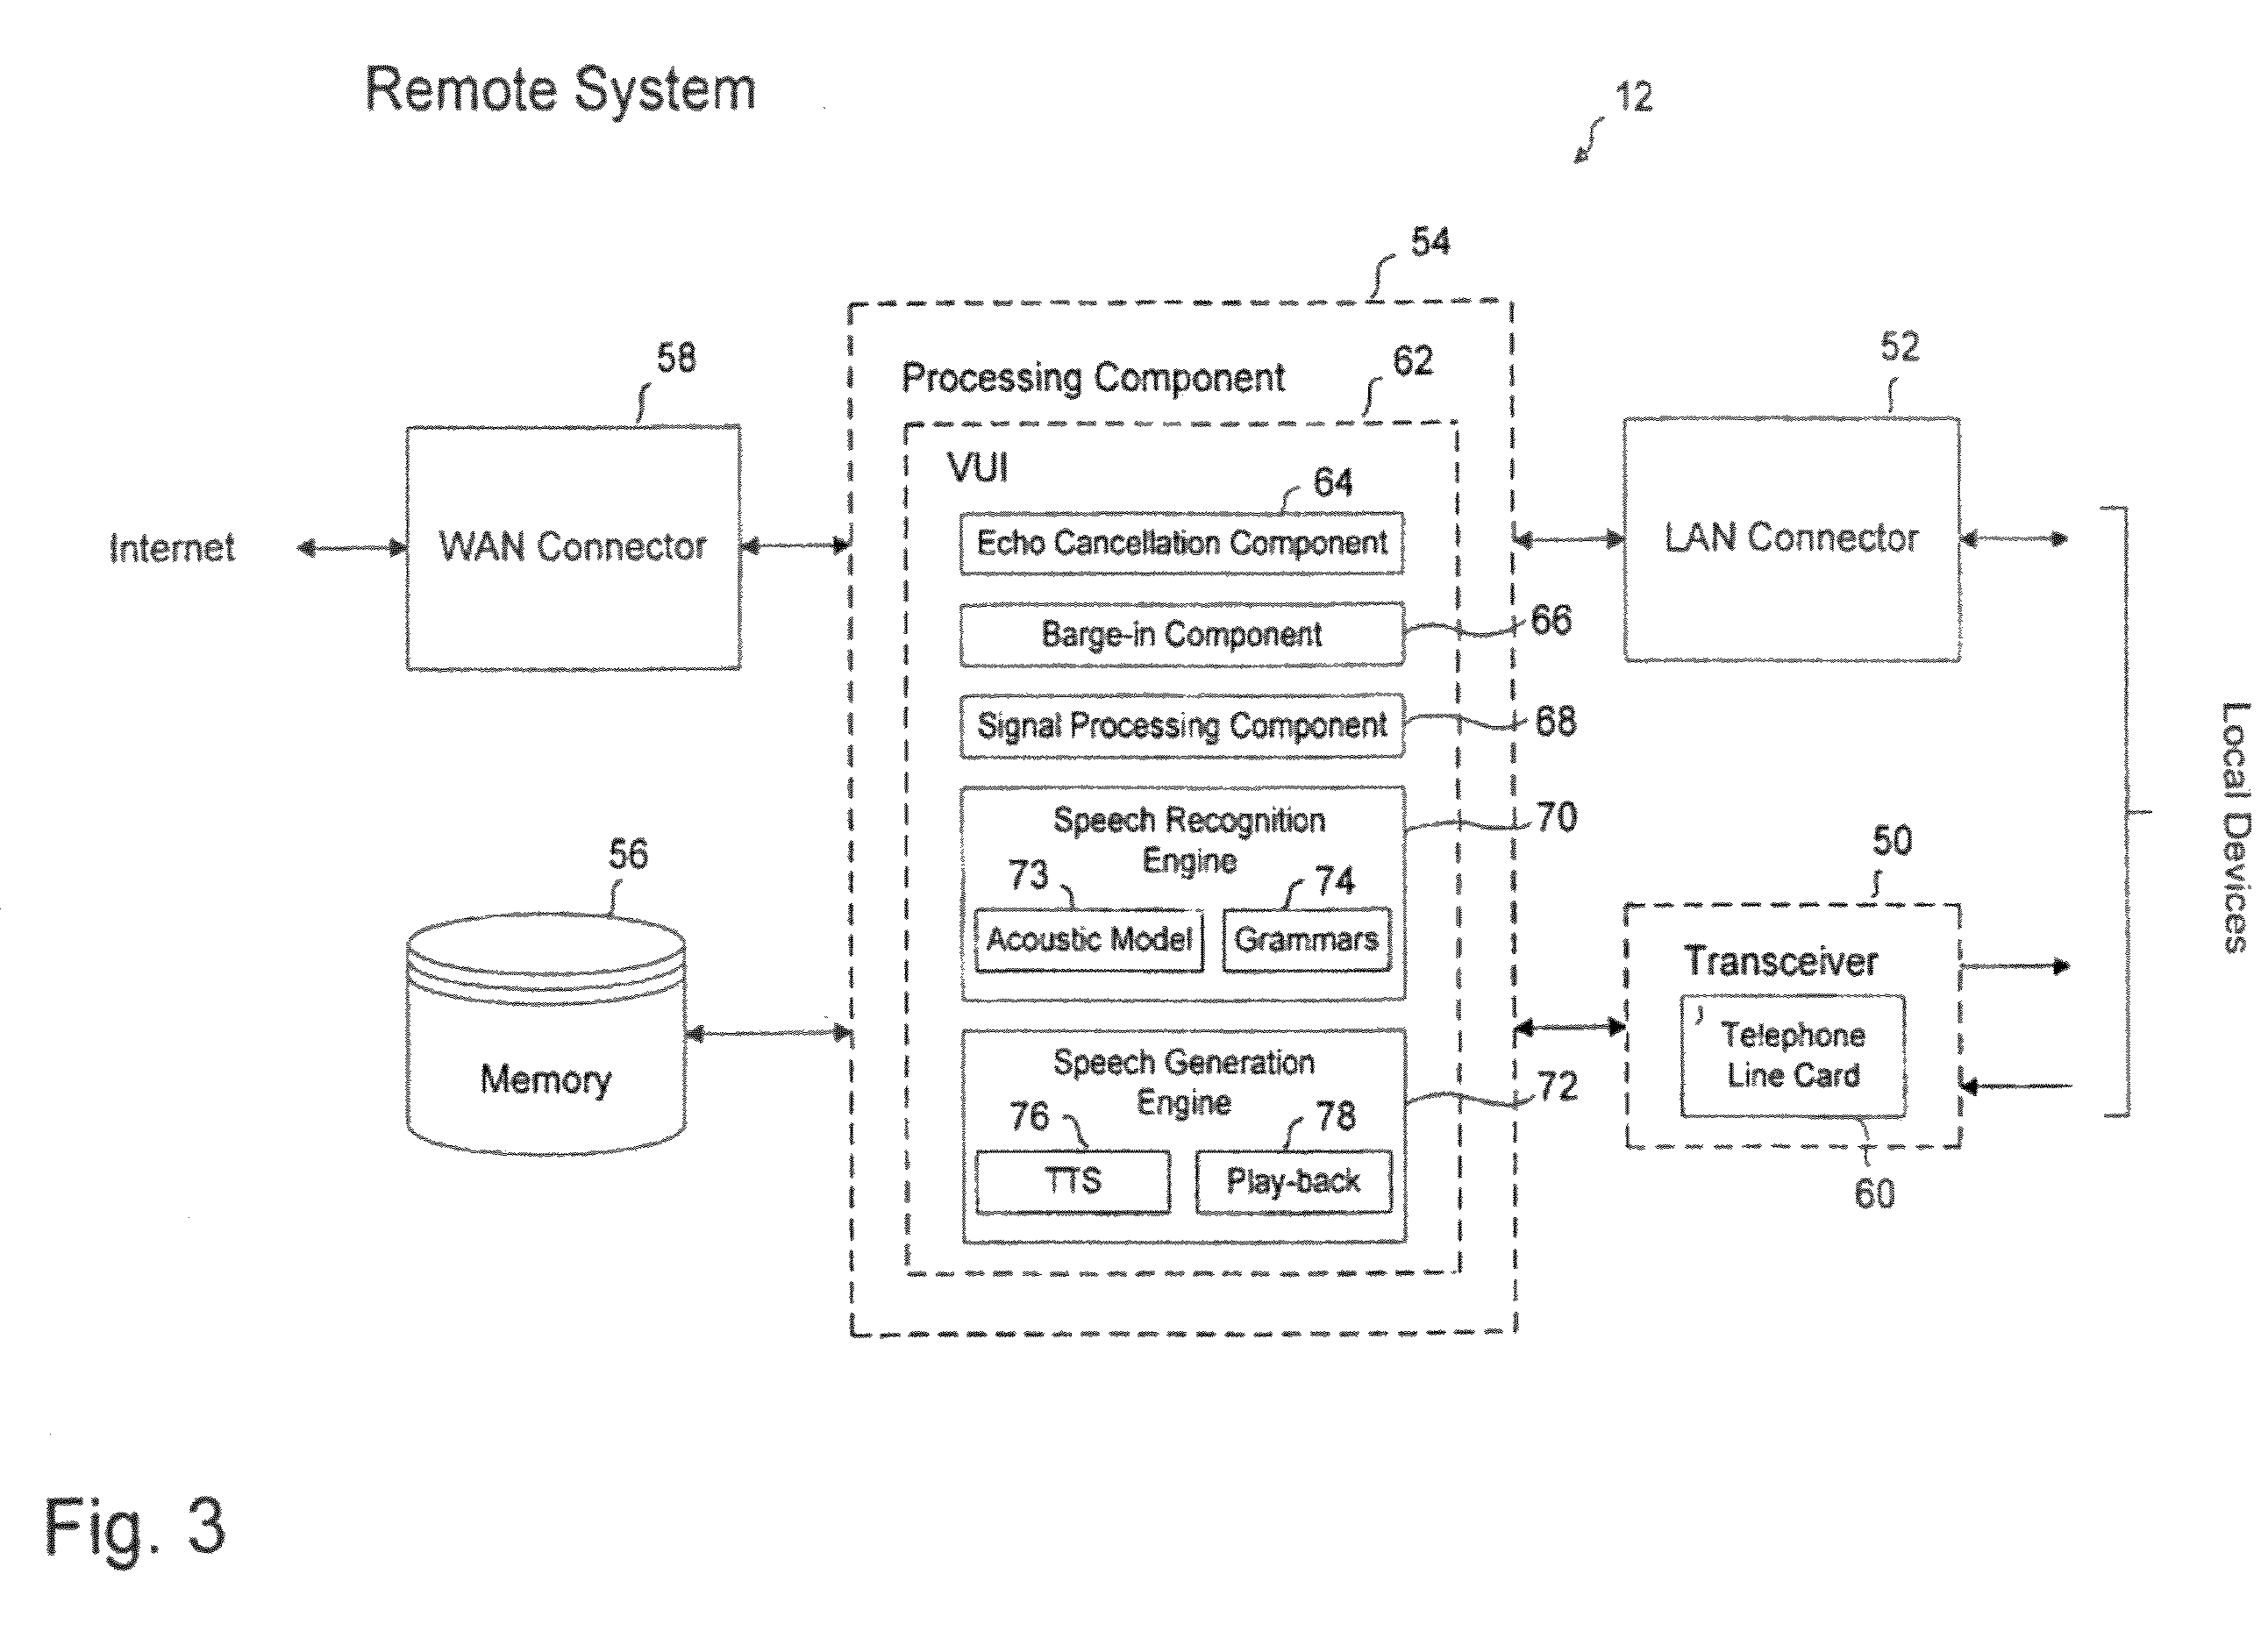 Remote System
12
54
58
Processing Component
62
52
VUI
64
Internet
WAN Connector
Echo Cancellation Component
LAN Connector
Barge-in Component
66
Signal Processing Component
68
Local Devices
Speech Recognition
Engine
70
56
73
74
50
Acoustic Model
Grammars
Transceiver
Memory
Telephone
Line Card
Speech Generation
Engine
72
76
78
TTS
Play-back
60
Fig. 3